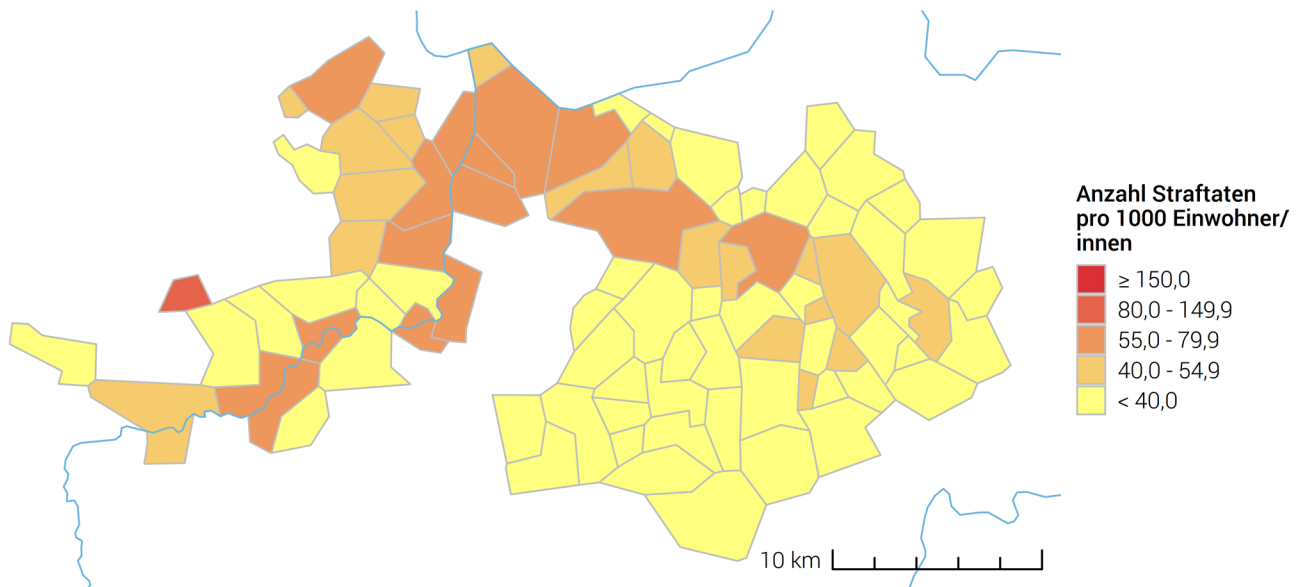 Anzahl Straftaten
pro 1000 Einwohner/
innen
≥ 150,0
80,0 - 149,9
55,0 - 79,9
40,0 - 54,9
< 40,0
10 km